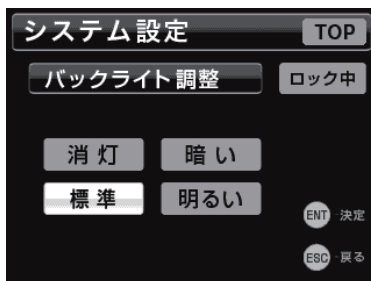 システム設定 TOP
バックライト調整 ロック中
消灯 暗い
標準 明るい
ENT 決定
ESC 戻る